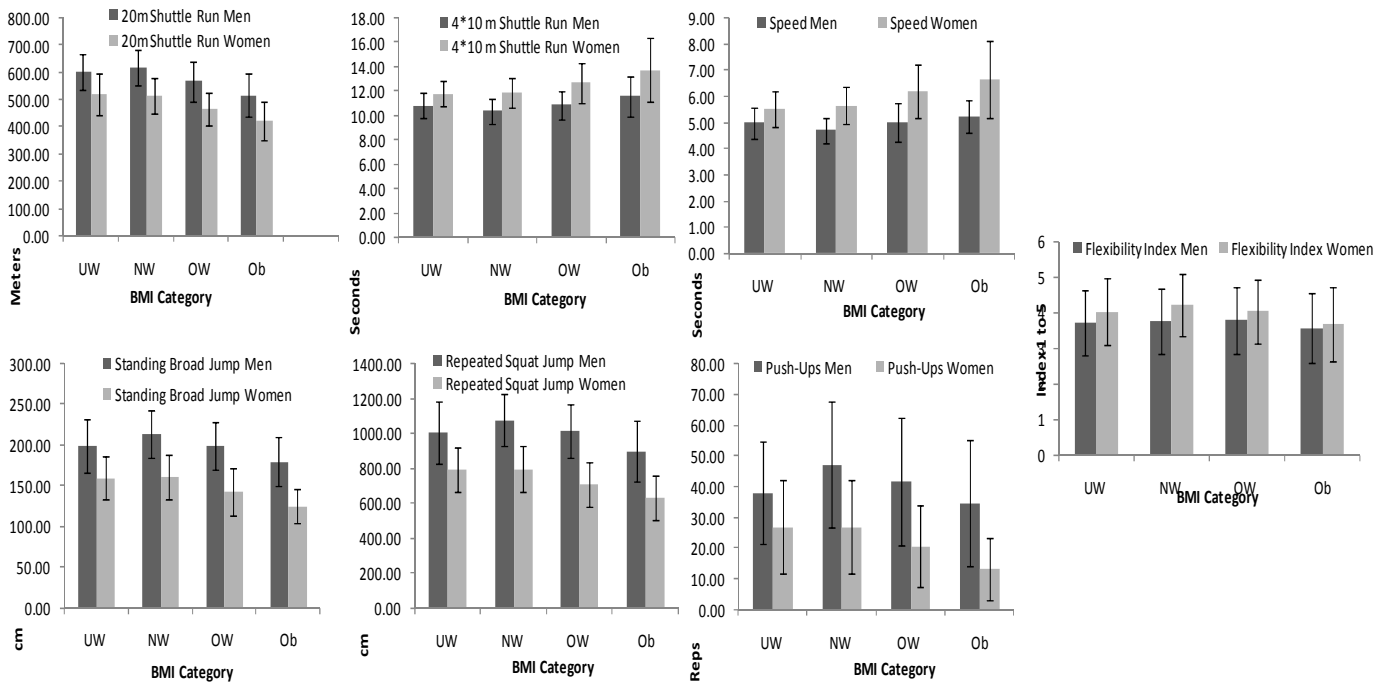 20m Shuttle Run Men
20m Shuttle Run Women
800.00
700.00
600.00
500.00
400.00
300.00
200.00
100.00
0.00
UW NW OW Ob
Meters
BMI Category
4*10 m Shuttle Run Men
4*10 m Shuttle Run Women
18.00
16.00
14.00
12.00
10.00
8.00
6.00
4.00
2.00
0.00
UW NW OW Ob
Seconds
BMI Category
Speed Men Speed Women
9.00
8.00
7.00
6.00
5.00
4.00
3.00
2.00
1.00
0.00
UW NW OW Ob
Seconds
BMI Category
Flexibility Index Men Flexibility Index Women
6
5
4
3
2
1
0
UW NW OW Ob
Index 1 to 5
BMI Category
Standing Broad Jump Men
Standing Broad Jump Women
300.00
250.00
200.00
150.00
100.00
50.00
0.00
UW NW OW Ob
cm
BMI Category
Repeated Squat Jump Men
Repeated Squat Jump Women
1400.00
1200.00
1000.00
800.00
600.00
400.00
200.00
0.00
UW NW OW Ob
cm
BMI Category
Push-Ups Men Push-Ups Women
80.00
70.00
60.00
50.00
40.00
30.00
20.00
10.00
0.00
UW NW OW Ob
Reps
BMI Category